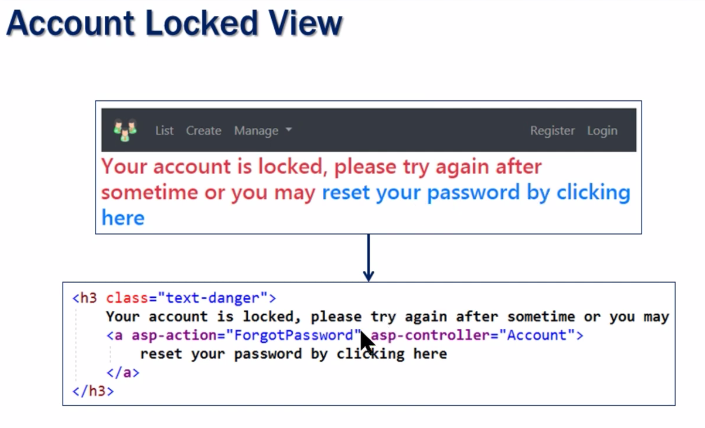 Account Locked View
List Create Manage Register Login
Your account is locked, please try again after
sometime or you may reset your password by clicking
here
<h3 class="text-danger">
Your account is locked, please try again after sometime or you may
<a asp-action="ForgotPassword" asp-controller="Account">
reset your password by clicking here
</a>
</h3>